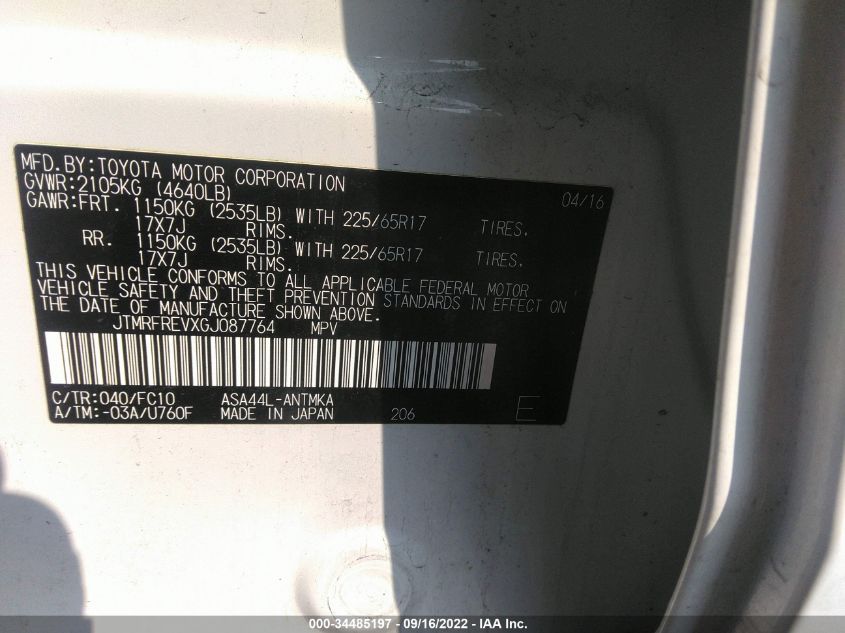 MFD.BY:TOYOTA MOTOR CORPORATION 04/16
GVWR:2105KG (4640LB)
GAWR:FRT. 1150KG (2535LB) WITH 225/65R17 TIRES.
17X7J RIMS.
RR. 1150KG (2535LB) WITH 225/65R17 TIRES.
17X7J RIMS.
THIS VEHICLE CONFORMS TO ALL APPLICABLE FEDERAL MOTOR
VEHICLE SAFETY AND THEFT PREVENTION STANDARDS IN EFFECT ON
THE DATE OF MANUFACTURE SHOWN ABOVE.
JTMRFREVXGJ087764 MPV
C/TR:040/FC10 ASA44L-ANTMKA
A/TM:-03A/U760F MADE IN JAPAN 206 E
000-34485197 - 09/16/2022 - IAA Inc.